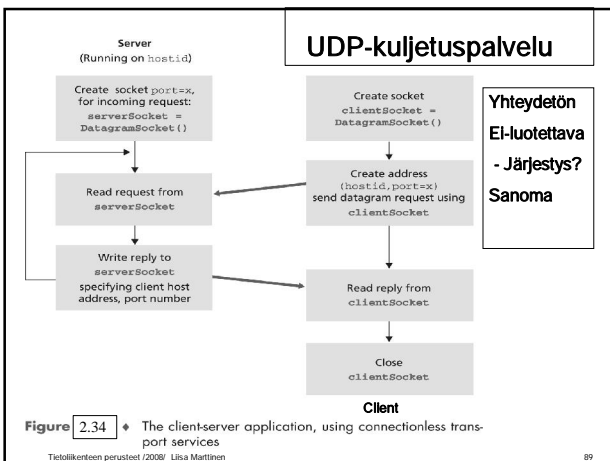 UDP-kuljetuspalvelu
Server
(Running on hostid)
Create socket port=x,
for incoming request:
serverSocket =
DatagramSocket()
Read request from
serverSocket
Write reply to
serverSocket
specifying client host
address, port number
Create socket
clientSocket =
DatagramSocket()
Create address
(hostid,port=x)
send datagram request using
clientSocket
Read reply from
clientSocket
Close
clientSocket
Client
Yhteydetön
Ei-luotettava
- Järjestys?
Sanoma
Figure 2.34 ♦ The client-server application, using connectionless trans-
port services
Tietoliikenteen perusteet /2008/ Liisa Marttinen
89